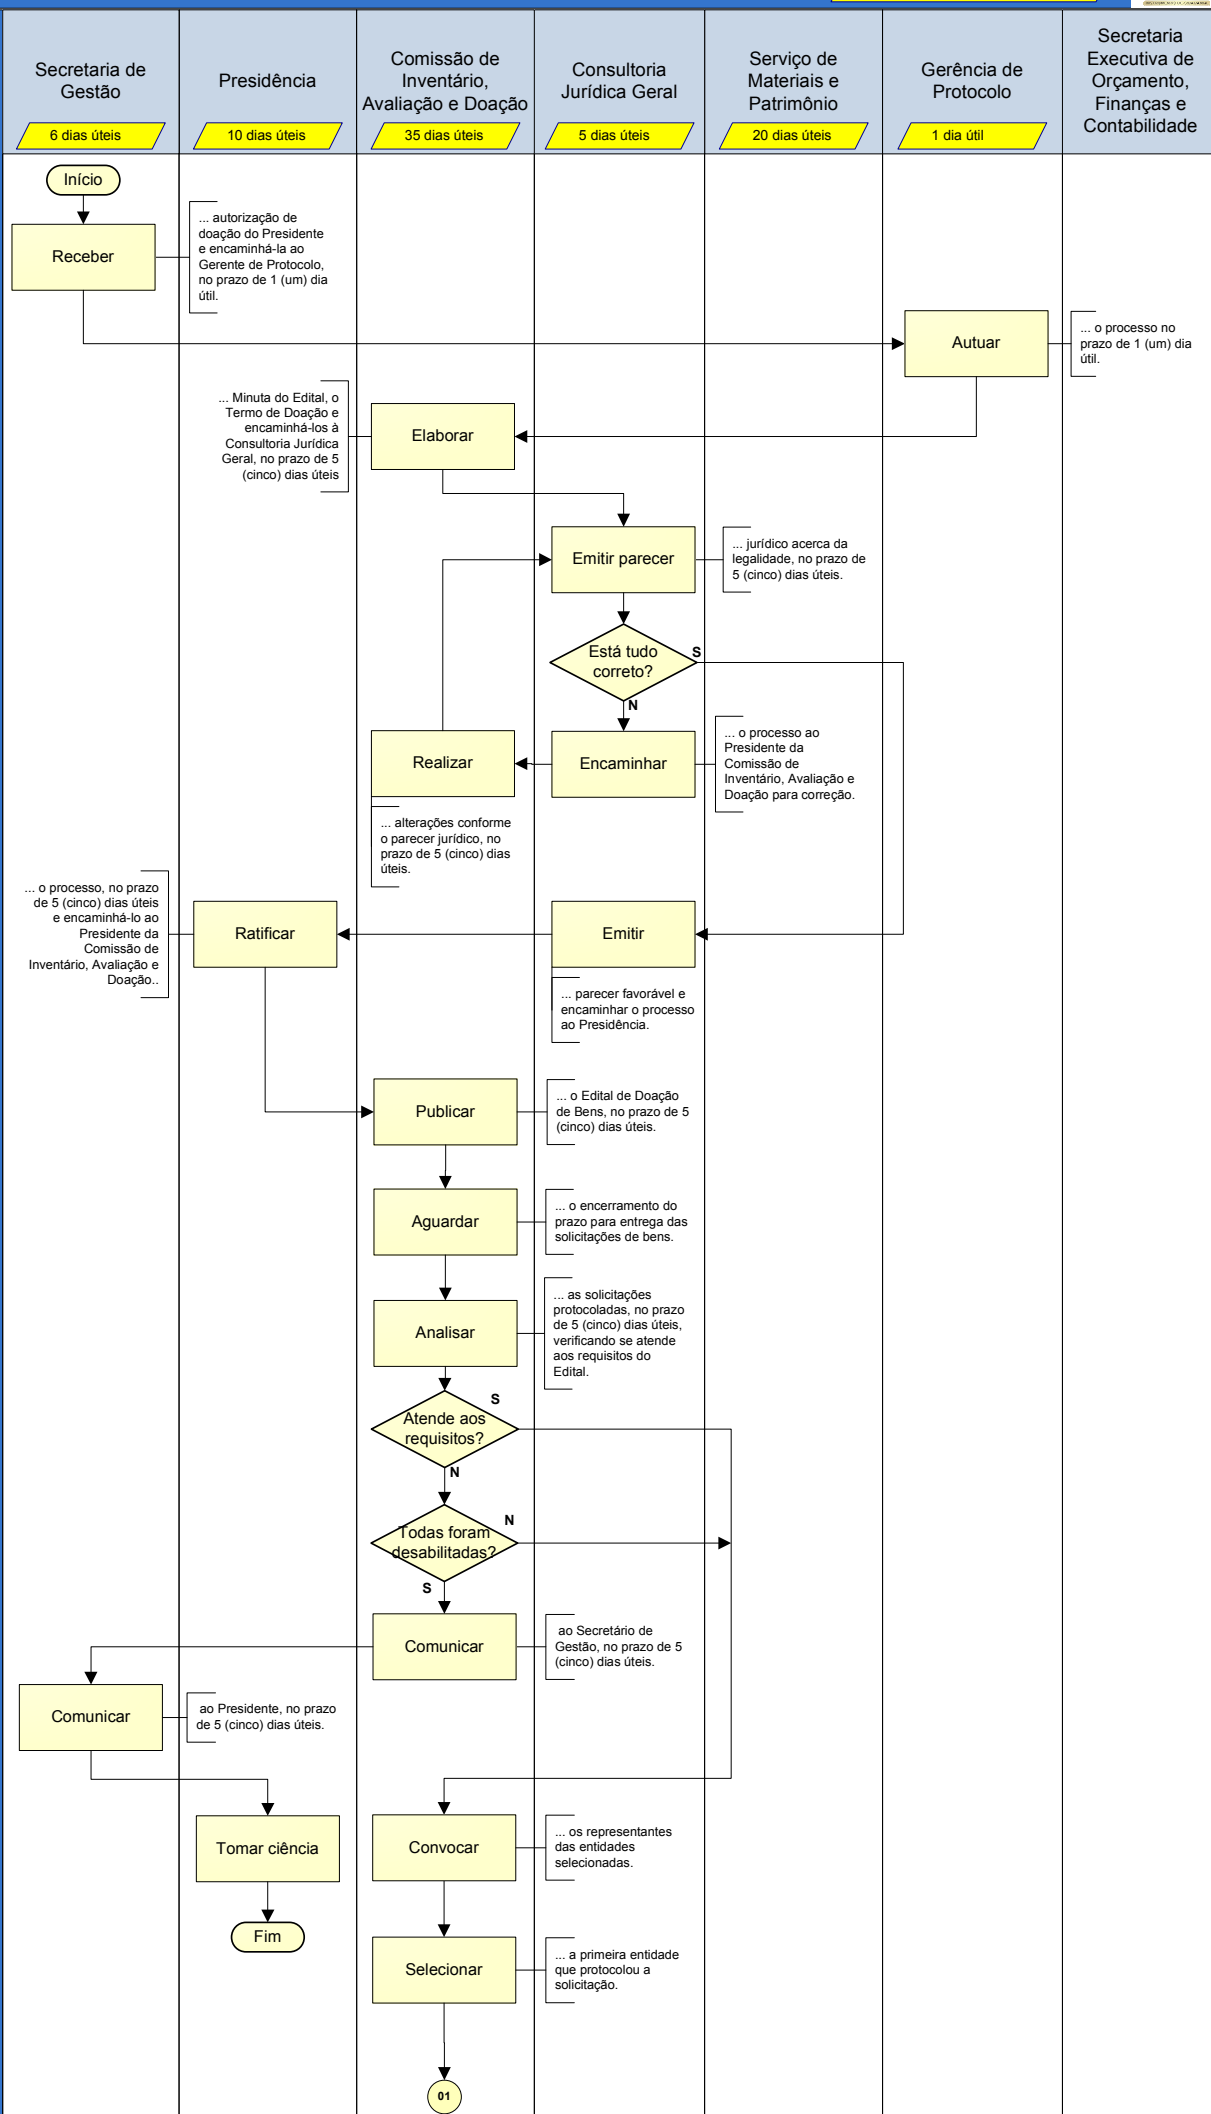 Secretaria de
Gestão
6 dias úteis
Presidência
10 dias úteis
Comissão de
Inventário,
Avaliação e Doação
35 dias úteis
Consultoria
Jurídica Geral
5 dias úteis
Serviço de
Materiais e
Patrimônio
20 dias úteis
Gerência de
Protocolo
1 dia útil
Secretaria
Executiva de
Orçamento,
Finanças e
Contabilidade
Início
Receber
... autorização de
doação do Presidente
e encaminhá-la ao
Gerente de Protocolo,
no prazo de 1 (um) dia
útil.
Autuar
... o processo no
prazo de 1 (um) dia
útil.
... Minuta do Edital, o
Termo de Doação e
encaminhá-los à
Consultoria Jurídica
Geral, no prazo de 5
(cinco) dias úteis
Elaborar
Emitir parecer
... jurídico acerca da
legalidade, no prazo de
5 (cinco) dias úteis.
Está tudo
correto?
S
N
Realizar
Encaminhar
... o processo ao
Presidente da
Comissão de
Inventário, Avaliação e
Doação para correção.
... alterações conforme
o parecer jurídico, no
prazo de 5 (cinco) dias
úteis.
... o processo, no prazo
de 5 (cinco) dias úteis
e encaminhá-lo ao
Presidente da
Comissão de
Inventário, Avaliação e
Doação..
Ratificar
Emitir
... parecer favorável e
encaminhar o processo
ao Presidência.
Publicar
... o Edital de Doação
de Bens, no prazo de 5
(cinco) dias úteis.
Aguardar
... o encerramento do
prazo para entrega das
solicitações de bens.
Analisar
... as solicitações
protocoladas, no prazo
de 5 (cinco) dias úteis,
verificando se atende
aos requisitos do
Edital.
Atende aos
requisitos?
S
N
Todas foram
desabilitadas?
N
S
Comunicar
ao Secretário de
Gestão, no prazo de 5
(cinco) dias úteis.
Comunicar
ao Presidente, no prazo
de 5 (cinco) dias úteis.
Tomar ciência
Convocar
... os representantes
das entidades
selecionadas.
Fim
Selecionar
... a primeira entidade
que protocolou a
solicitação.
01